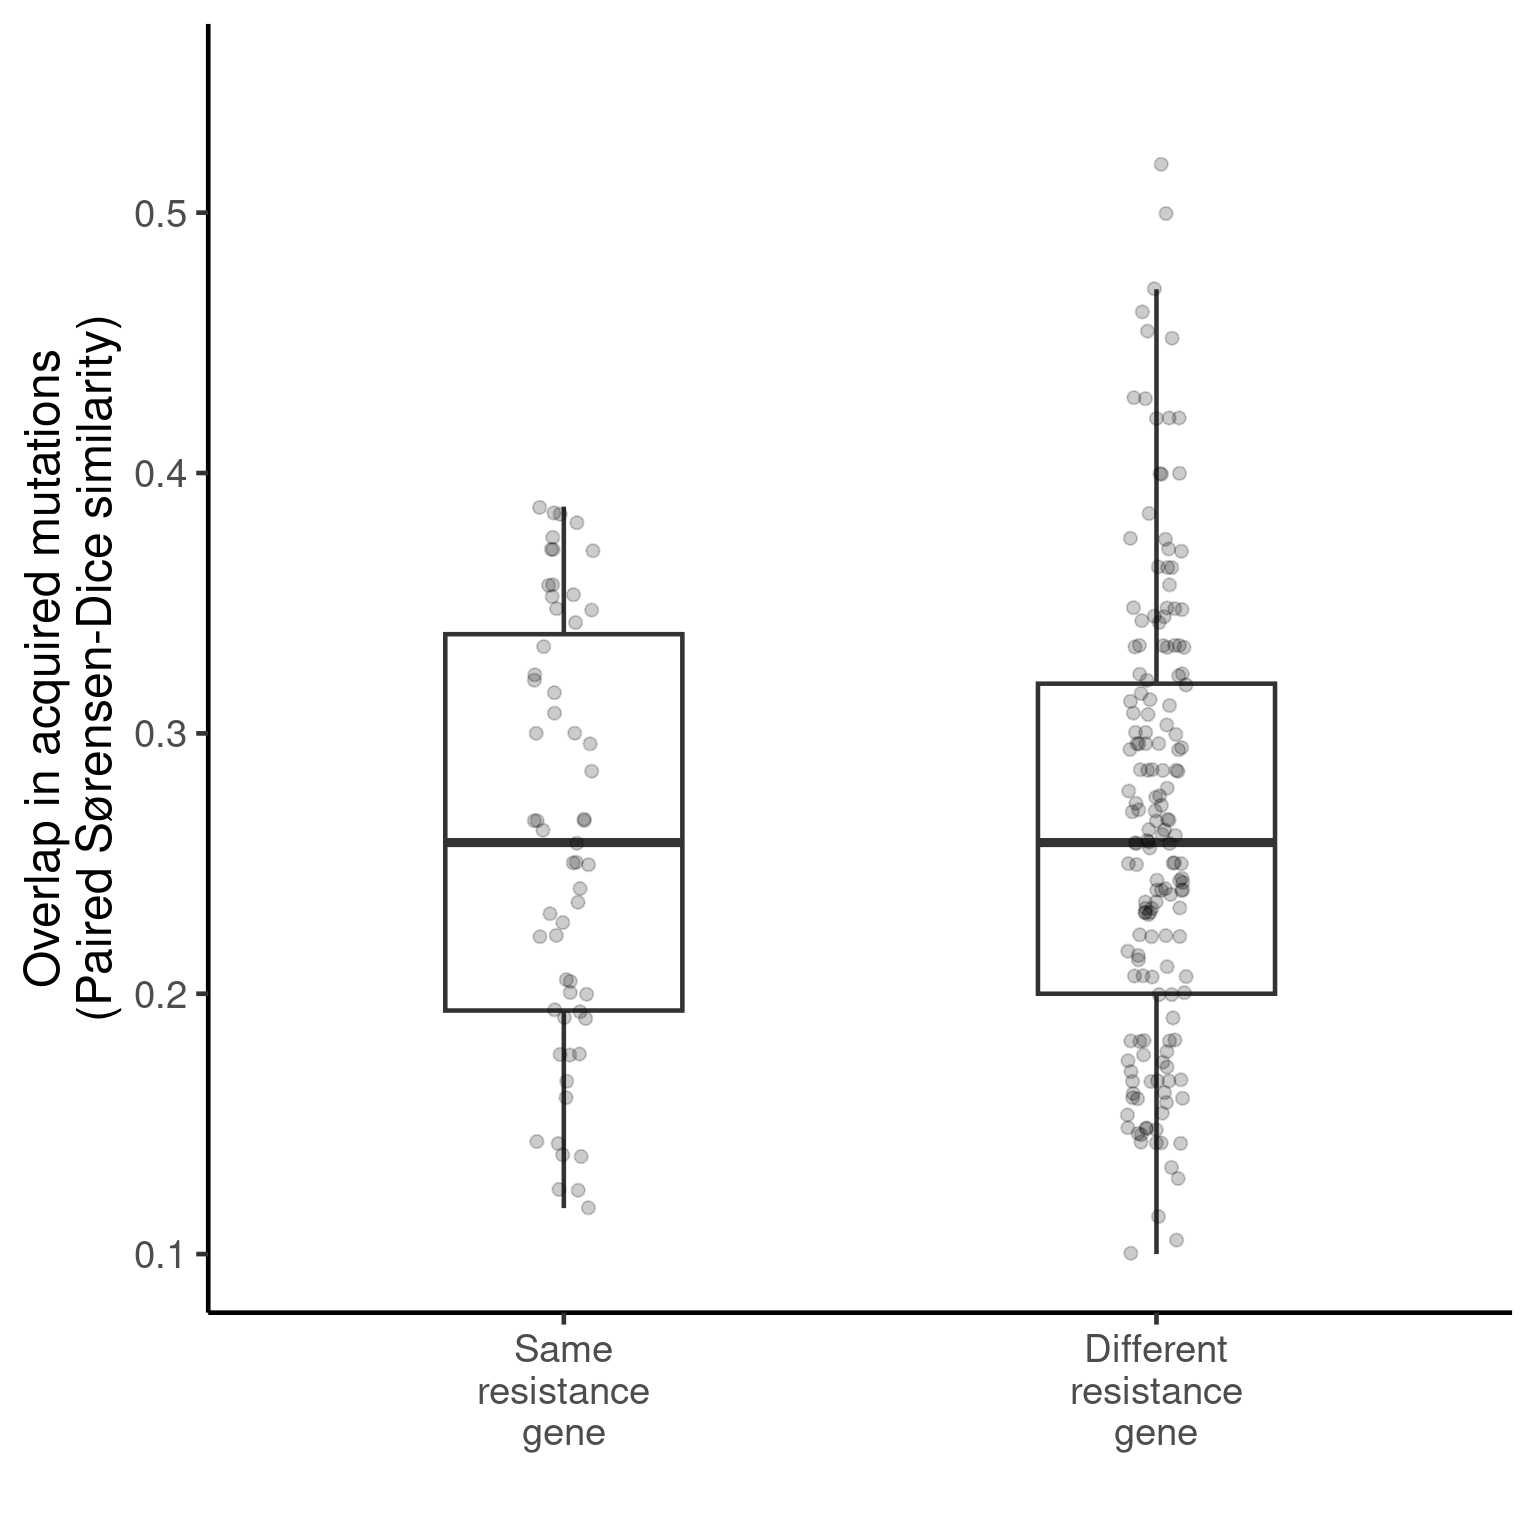 Overlap in acquired mutations
(Paired Sørensen-Dice similarity)
0.5
0.4
0.3
0.2
0.1
Same
resistance
gene
Different
resistance
gene